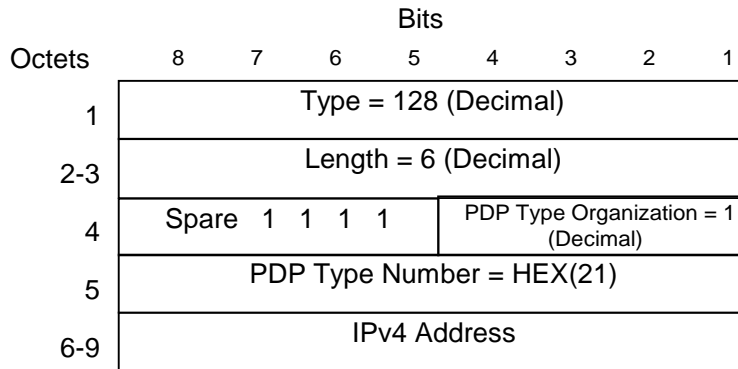 Bits
Octets 8 7 6 5 4 3 2 1
1 Type = 128 (Decimal)
2-3 Length = 6 (Decimal)
4 Spare 1 1 1 1 PDP Type Organization = 1
(Decimal)
5 PDP Type Number = HEX(21)
6-9 IPv4 Address